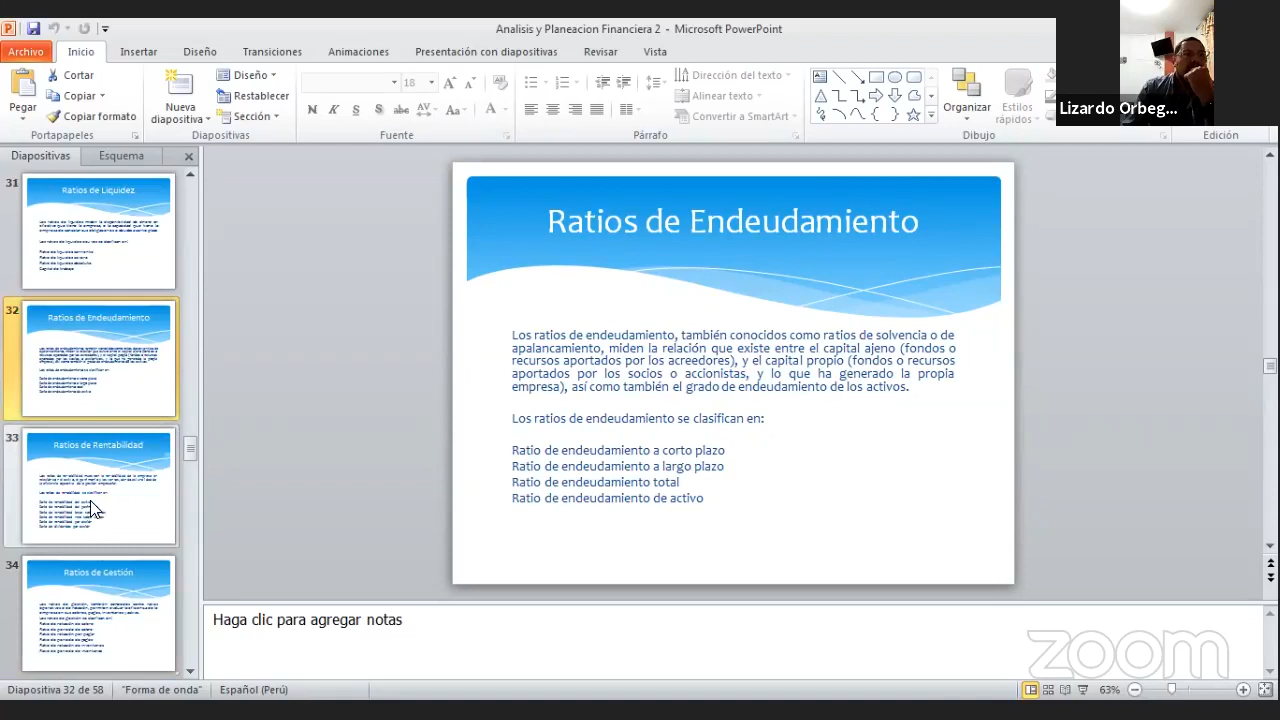 Analisis y Planeacion Financiera 2 - Microsoft PowerPoint
Archivo Inicio Insertar Diseño Transiciones Animaciones Presentación con diapositivas Revisar Vista
Pegar
Cortar
Copiar
Copiar formato
Portapapeles
Nueva diapositiva
Diseño
Restablecer
Sección
Diapositivas
18
N K S S abc AV Aa A
Fuente
Dirección del texto
Alinear texto
Convertir a SmartArt
Párrafo
Organizar
Estilos rápidos
Dibujo
Edición
Lizardo Orbeg...
Diapositivas Esquema
31
Ratios de Liquidez
32
Ratios de Endeudamiento
33
Ratios de Rentabilidad
34
Ratios de Gestión
Ratios de Endeudamiento
Los ratios de endeudamiento, también conocidos como ratios de solvencia o de
apalancamiento, miden la relación que existe entre el capital ajeno (fondos o
recursos aportados por los acreedores), y el capital propio (fondos o recursos
aportados por los socios o accionistas, y lo que ha generado la propia
empresa), así como también el grado de endeudamiento de los activos.
Los ratios de endeudamiento se clasifican en:
Ratio de endeudamiento a corto plazo
Ratio de endeudamiento a largo plazo
Ratio de endeudamiento total
Ratio de endeudamiento de activo
Haga clic para agregar notas
zoom
Diapositiva 32 de 58 "Forma de onda" Español (Perú) 63%